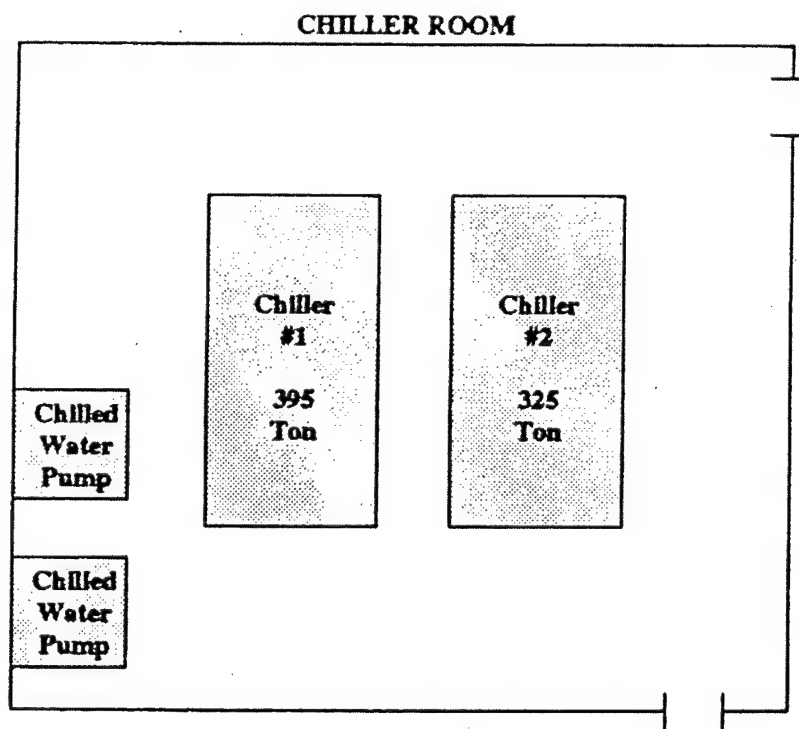 CHILLER ROOM
Chiller
#1
395
Ton
Chiller
#2
325
Ton
Chilled
Water
Pump
Chilled
Water
Pump